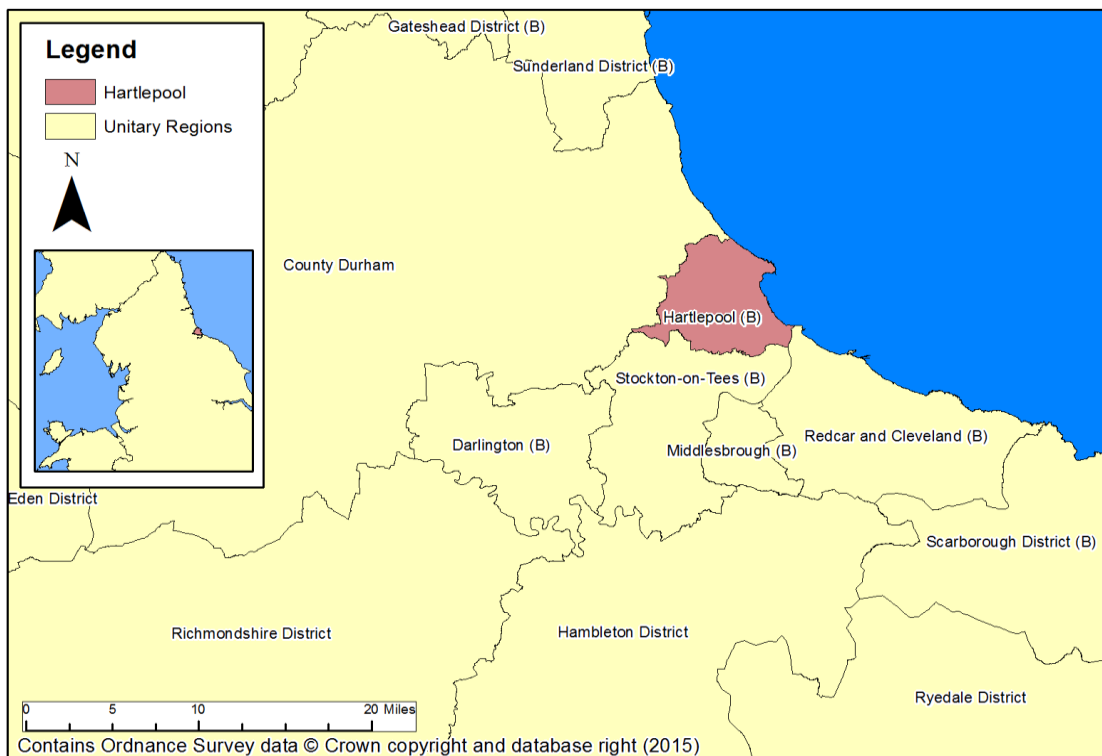 Gateshead District (B)
Legend
Sunderland District (B)
Hartlepool
Unitary Regions
N
County Durham
Hartlepool (B)
Stockton-on-Tees (B)
Darlington (B)
Middlesbrough (B)
Redcar and Cleveland (B)
Eden District
Scarborough District (B)
Richmondshire District
Hambleton District
Ryedale District
0 5 10 20 Miles
Contains Ordnance Survey data © Crown copyright and database right (2015)